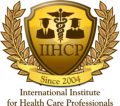 IIHCP
Since 2004
International Institute
for Health Care Professionals